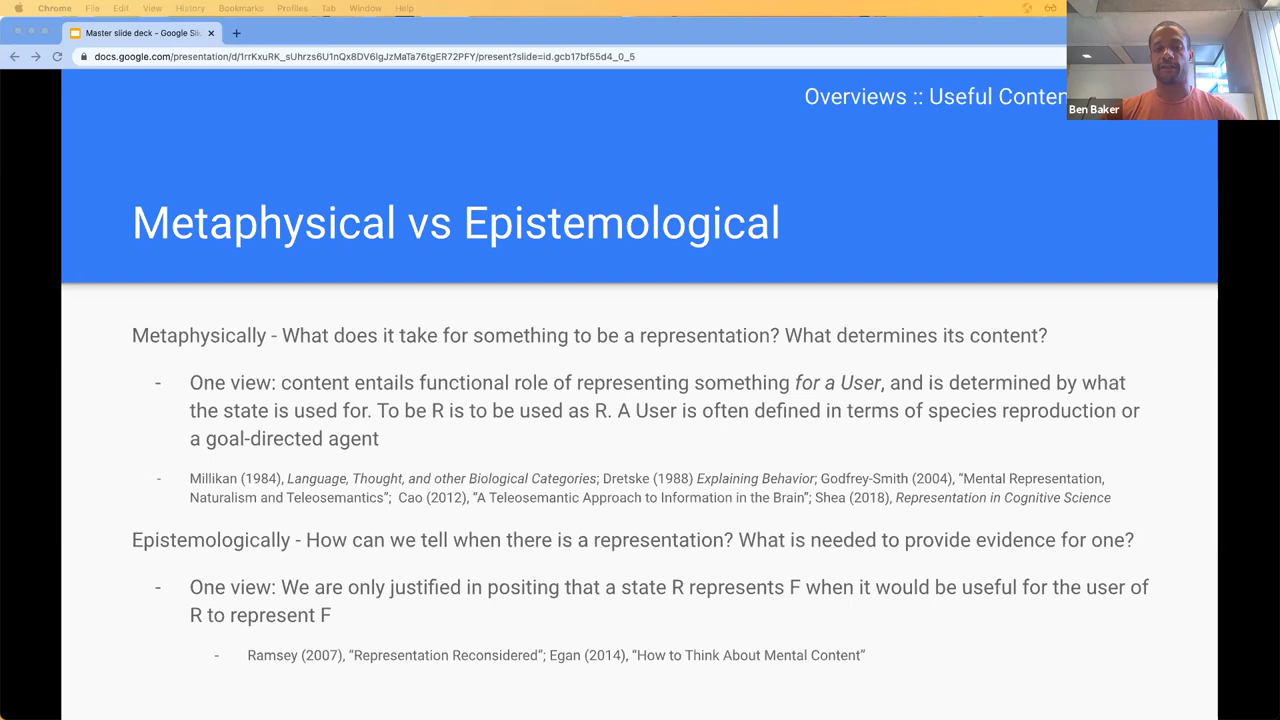 Chrome File Edit View History Bookmarks Profiles Tab Window Help
Master slide deck - Google Sli
docs.google.com/presentation/d/1rrKxuRK_sUhrzs6U1nQx8DV6IgJzMaTa76tgER72PFY/present?slide=id.gcb17bf55d4_0_5
Overviews :: Useful Conten
Ben Baker
Metaphysical vs Epistemological
Metaphysically - What does it take for something to be a representation? What determines its content?
- One view: content entails functional role of representing something for a User, and is determined by what
the state is used for. To be R is to be used as R. A User is often defined in terms of species reproduction or
a goal-directed agent
- Millikan (1984), Language, Thought, and other Biological Categories; Dretske (1988) Explaining Behavior; Godfrey-Smith (2004), “Mental Representation,
Naturalism and Teleosemantics”; Cao (2012), “A Teleosemantic Approach to Information in the Brain”; Shea (2018), Representation in Cognitive Science
Epistemologically - How can we tell when there is a representation? What is needed to provide evidence for one?
- One view: We are only justified in positing that a state R represents F when it would be useful for the user of
R to represent F
- Ramsey (2007), “Representation Reconsidered”; Egan (2014), “How to Think About Mental Content”